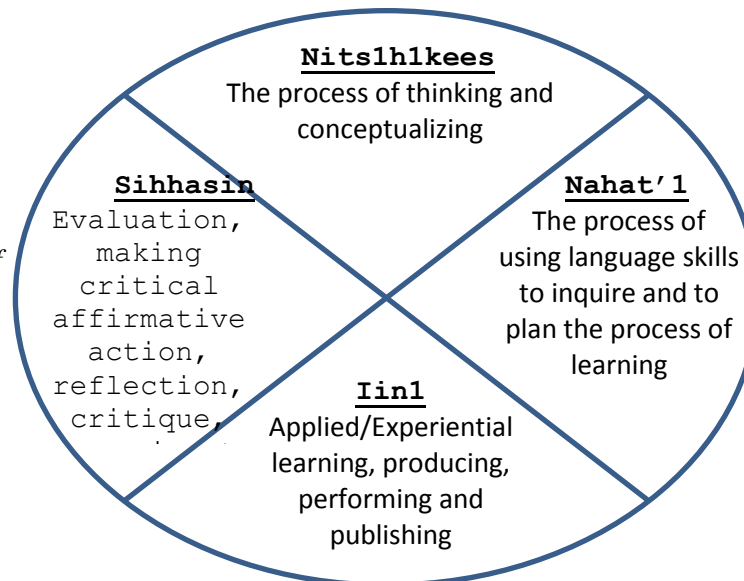 Nits1h1kees
The process of thinking and
conceptualizing
Sihhasin
Evaluation,
making
critical
affirmative
action,
reflection,
critique,
Nahat’1
The process of
using language skills
to inquire and to
plan the process of
learning
Iin1
Applied/Experiential
learning, producing,
performing and
publishing